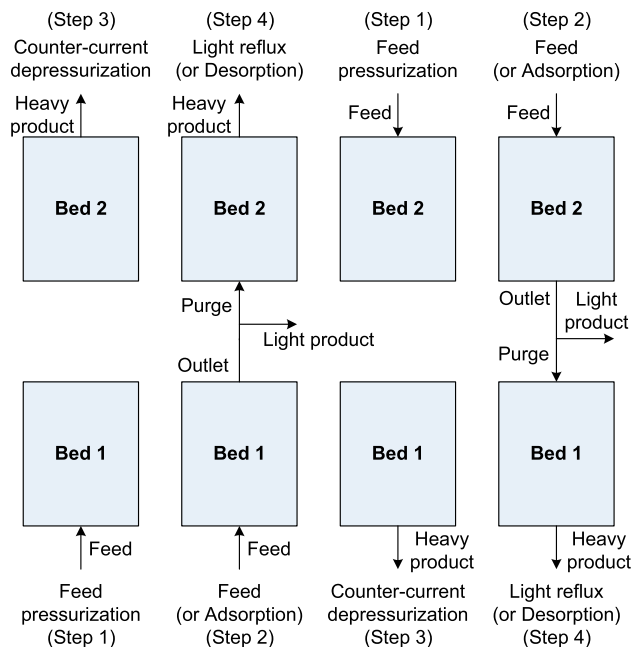 (Step 3)
Counter-current
depressurization
Heavy
product
Bed 2
(Step 4)
Light reflux
(or Desorption)
Heavy
product
Bed 2
(Step 1)
Feed
pressurization
Feed
Bed 2
(Step 2)
Feed
(or Adsorption)
Feed
Bed 2
Purge
Light product
Outlet
Outlet
Light
product
Purge
Bed 1
Feed
Feed
pressurization
(Step 1)
Bed 1
Feed
Feed
(or Adsorption)
(Step 2)
Bed 1
Heavy
product
Counter-current
depressurization
(Step 3)
Bed 1
Heavy
product
Light reflux
(or Desorption)
(Step 4)